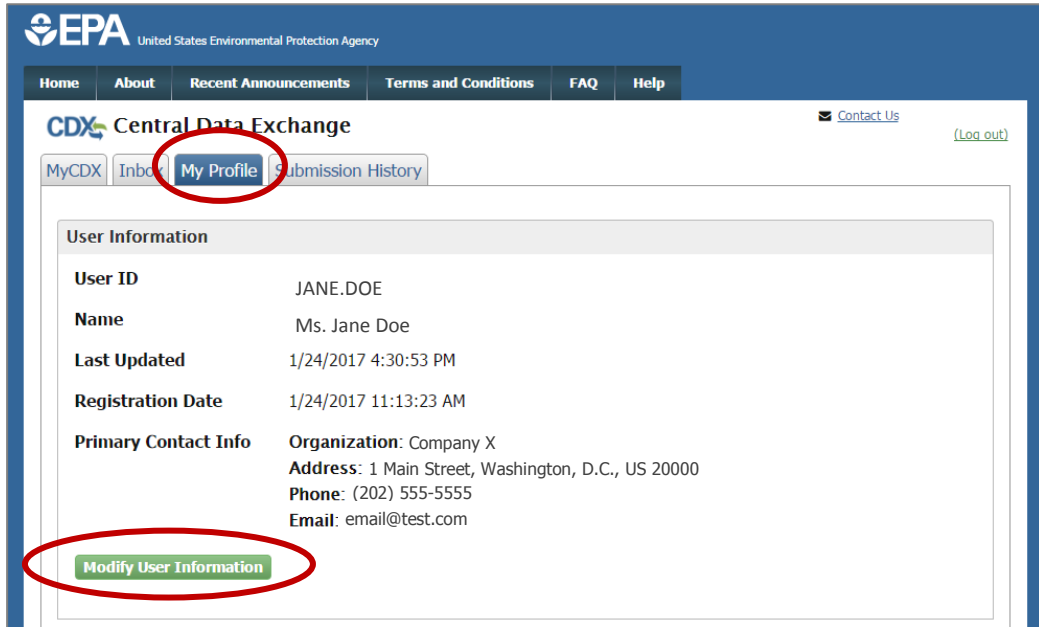 EPA United States Environmental Protection Agency
Home About Recent Announcements Terms and Conditions FAQ Help
CDX Central Data Exchange
Contact Us
(Log out)
MyCDX Inbox My Profile Submission History
User Information
User ID JANE.DOE
Name Ms. Jane Doe
Last Updated 1/24/2017 4:30:53 PM
Registration Date 1/24/2017 11:13:23 AM
Primary Contact Info Organization: Company X
Address: 1 Main Street, Washington, D.C., US 20000
Phone: (202) 555-5555
Email: email@test.com
Modify User Information